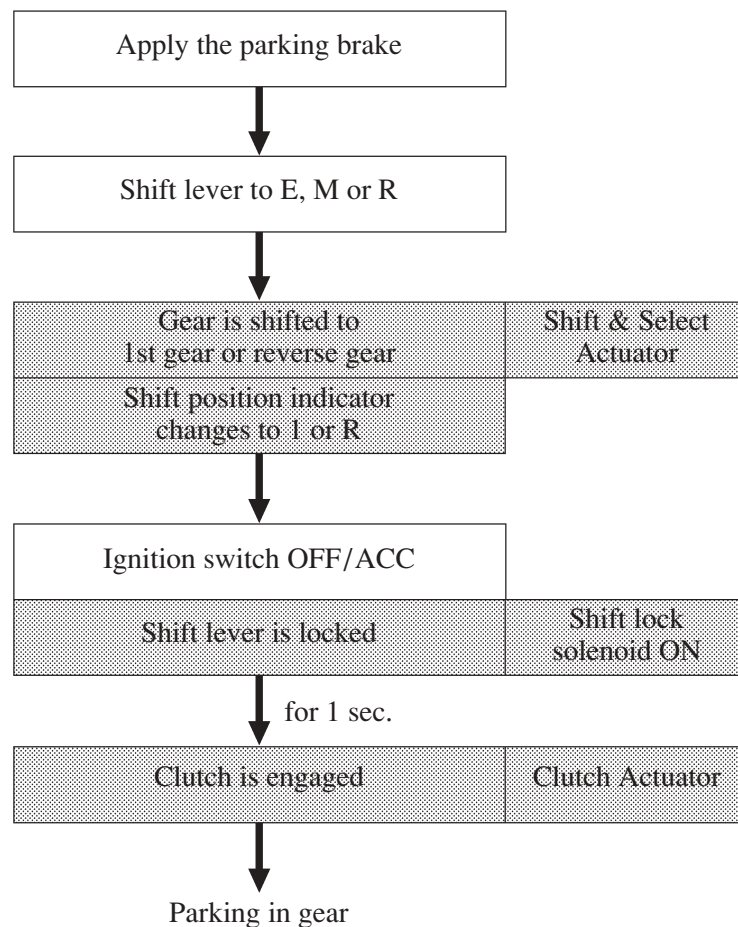 Apply the parking brake
Shift lever to E, M or R
Gear is shifted to
1st gear or reverse gear
Shift & Select
Actuator
Shift position indicator
changes to 1 or R
Ignition switch OFF/ACC
Shift lever is locked
Shift lock
solenoid ON
for 1 sec.
Clutch is engaged
Clutch Actuator
Parking in gear